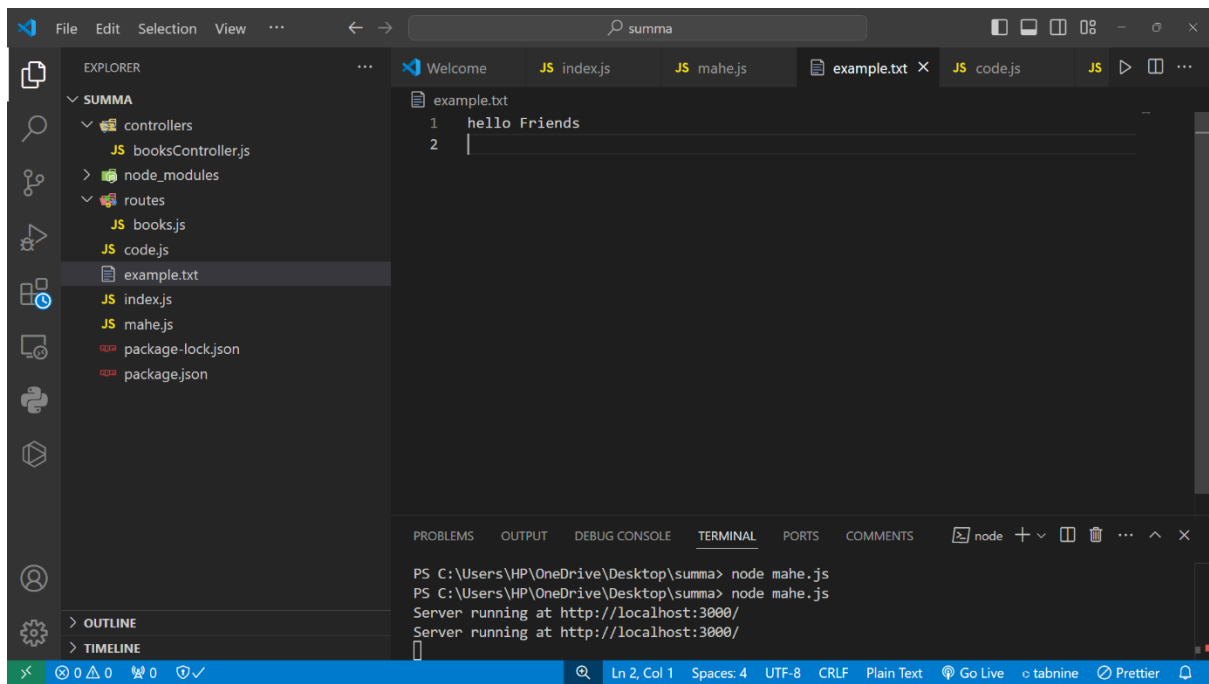 File Edit Selection View ··· summa
EXPLORER ···
SUMMA
controllers
JS booksController.js
node_modules
routes
JS books.js
JS code.js
example.txt
JS index.js
JS mahe.js
package-lock.json
package.json
OUTLINE
TIMELINE
Welcome JS index.js JS mahe.js example.txt JS code.js JS ···
example.txt
1 hello Friends
2
PROBLEMS OUTPUT DEBUG CONSOLE TERMINAL PORTS COMMENTS node ···
PS C:\Users\HP\OneDrive\Desktop\summa> node mahe.js
PS C:\Users\HP\OneDrive\Desktop\summa> node mahe.js
Server running at http://localhost:3000/
Server running at http://localhost:3000/
0 0 0 Ln 2, Col 1 Spaces: 4 UTF-8 CRLF Plain Text Go Live tabnine Prettier